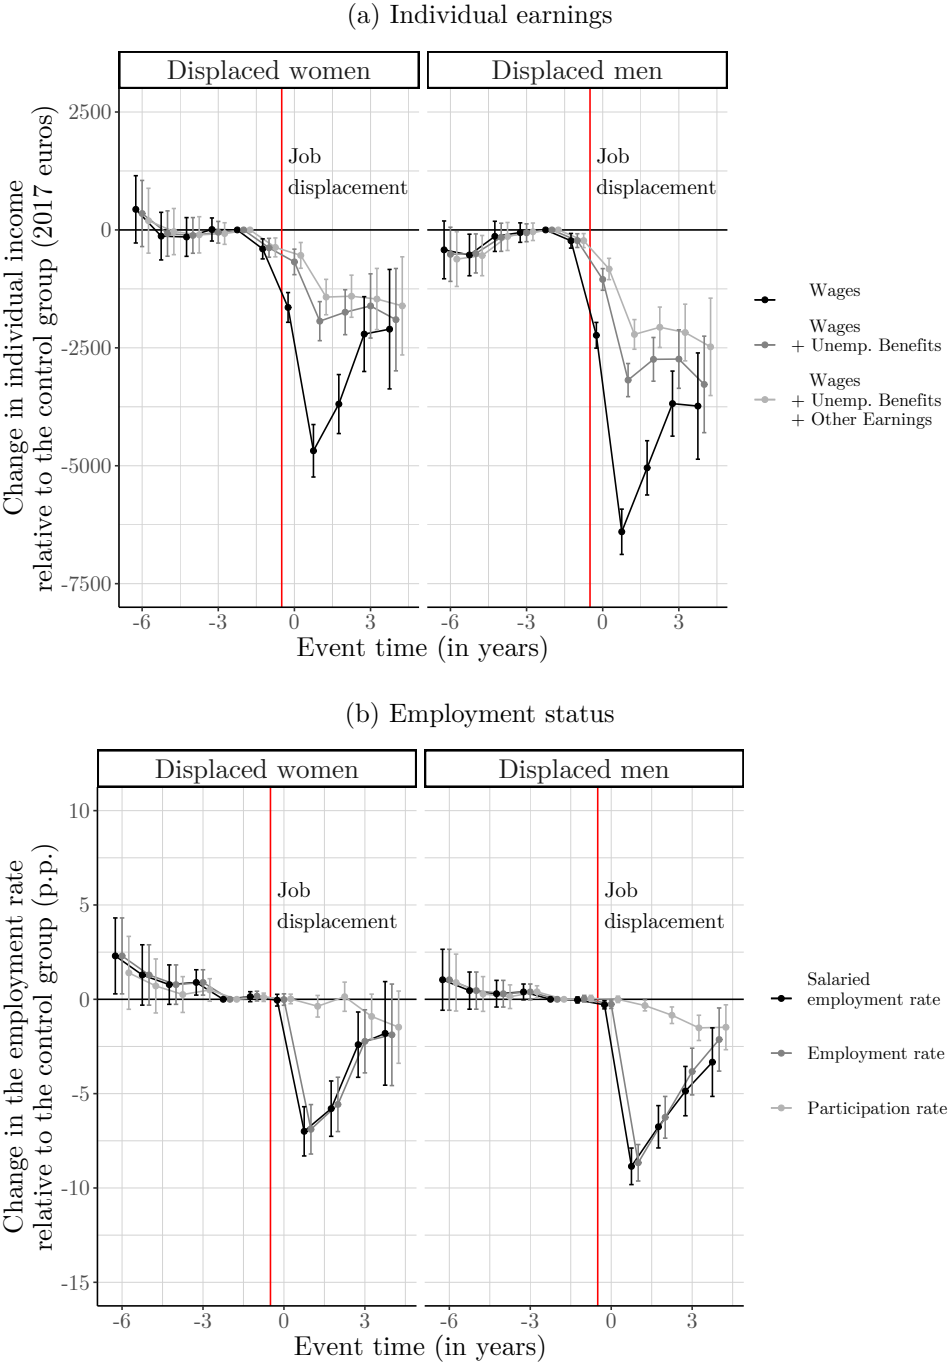 (a) Individual earnings
Displaced women
Displaced men
Change in individual income
relative to the control group (2017 euros)
2500
0
-2500
-5000
-7500
Job
displacement
Job
displacement
Wages
Wages
+ Unemp. Benefits
Wages
+ Unemp. Benefits
+ Other Earnings
-6
-3
0
3
-6
-3
0
3
Event time (in years)
(b) Employment status
Displaced women
Displaced men
Change in the employment rate
relative to the control group (p.p.)
10
5
0
-5
-10
-15
Job
displacement
Job
displacement
Salaried
employment rate
Employment rate
Participation rate
-6
-3
0
3
-6
-3
0
3
Event time (in years)